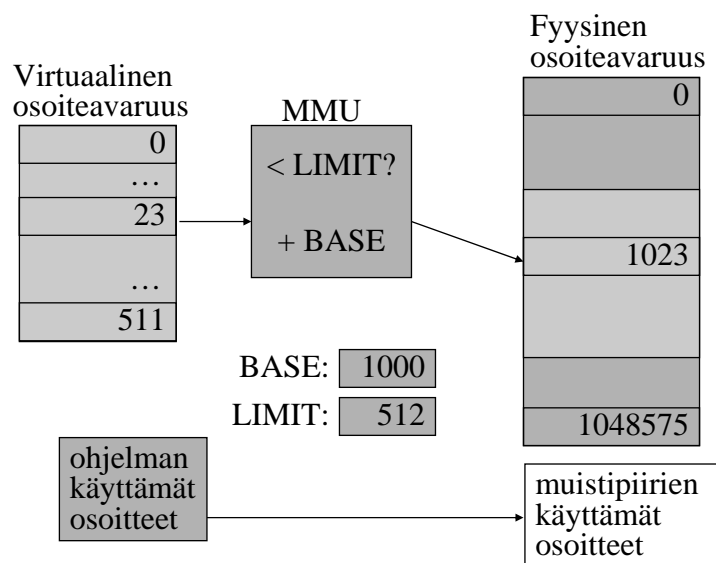 Virtuaalinen
osoiteavaruus
0
…
23
…
511
MMU
< LIMIT?
+ BASE
BASE: 1000
LIMIT: 512
Fyysinen
osoiteavaruus
0
1023
1048575
ohjelman
käyttämät
osoitteet
muistipiirien
käyttämät
osoitteet